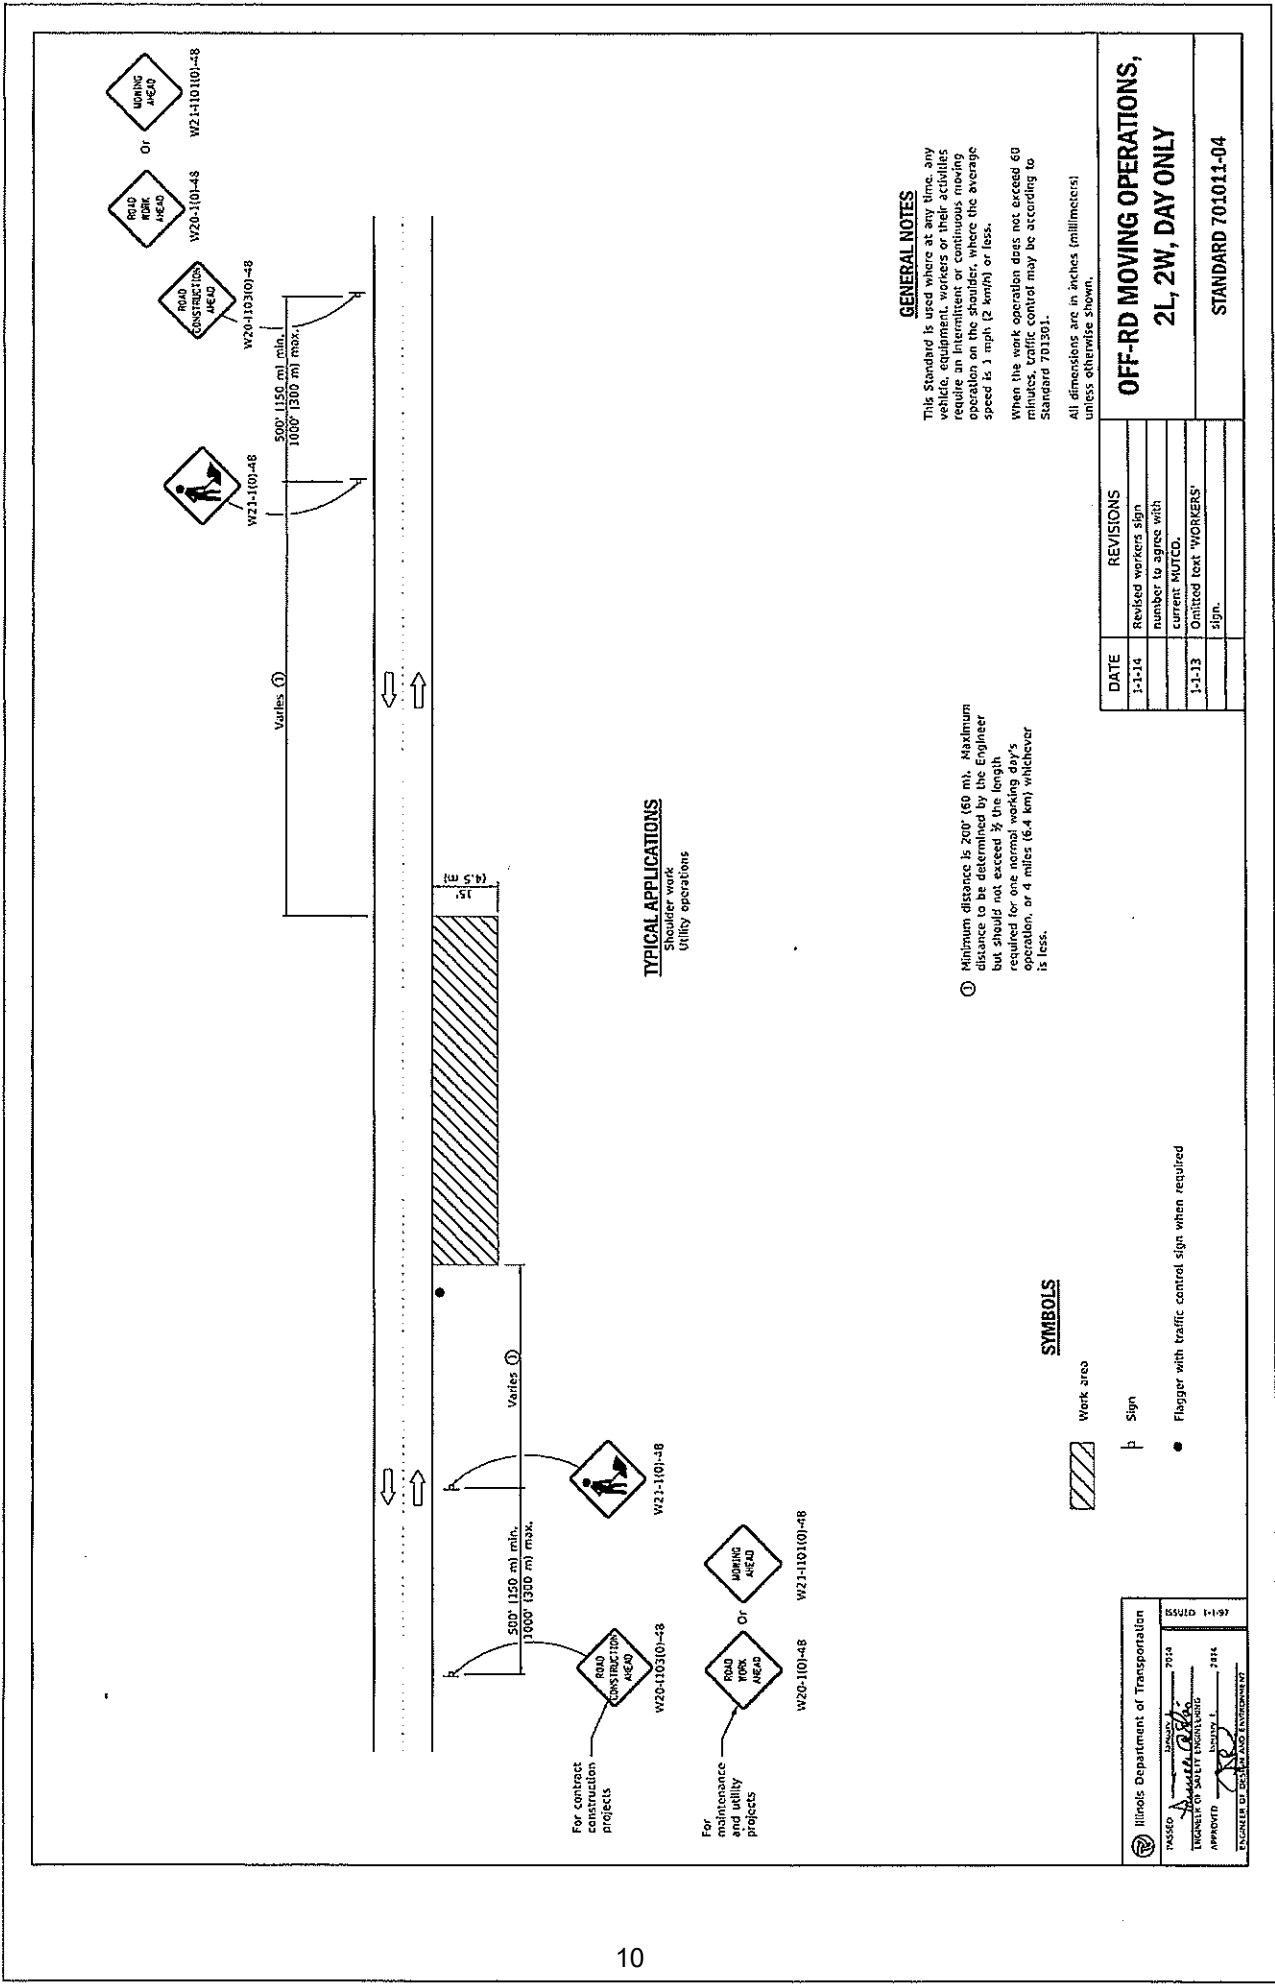 MOWING
AHEAD
W21-I101(O)-48
Or
ROAD
WORK
AHEAD
W20-1(O)-48
ROAD
CONSTRUCTION
AHEAD
W20-I103(O)-48
500' (150 m) min.
1000' (300 m) max.
W21-1(O)-48
Varies ①
15'
(4.5 m)
Varies ①
500' (150 m) min.
1000' (300 m) max.
W21-1(O)-48
For contract
construction
projects
ROAD
CONSTRUCTION
AHEAD
W20-I103(O)-48
For
maintenance
and utility
projects
ROAD
WORK
AHEAD
W20-1(O)-48
Or
MOWING
AHEAD
W21-I101(O)-48
TYPICAL APPLICATIONS
Shoulder work
Utility operations
SYMBOLS
Work area
Sign
Flagger with traffic control sign when required
① Minimum distance is 200' (60 m). Maximum
distance to be determined by the Engineer
but should not exceed ½ the length
required for one normal working day's
operation, or 4 miles (6.4 km) whichever
is less.
GENERAL NOTES
This Standard is used where at any time, any
vehicle, equipment, workers or their activities
require an intermittent or continuous moving
operation on the shoulder, where the average
speed is 1 mph (2 km/h) or less.
When the work operation does not exceed 60
minutes, traffic control may be according to
Standard 701301.
All dimensions are in inches (millimeters)
unless otherwise shown.
Illinois Department of Transportation
PASSED January 1, 2014
ENGINEER OF SAFETY ENGINEERING
APPROVED January 1, 2014
ENGINEER OF DESIGN AND ENVIRONMENT
ISSUED 1-1-97
DATE REVISIONS
1-1-14 Revised workers sign
number to agree with
current MUTCD.
1-1-13 Omitted text 'WORKERS'
sign.
OFF-RD MOVING OPERATIONS,
2L, 2W, DAY ONLY
STANDARD 701011-04
10